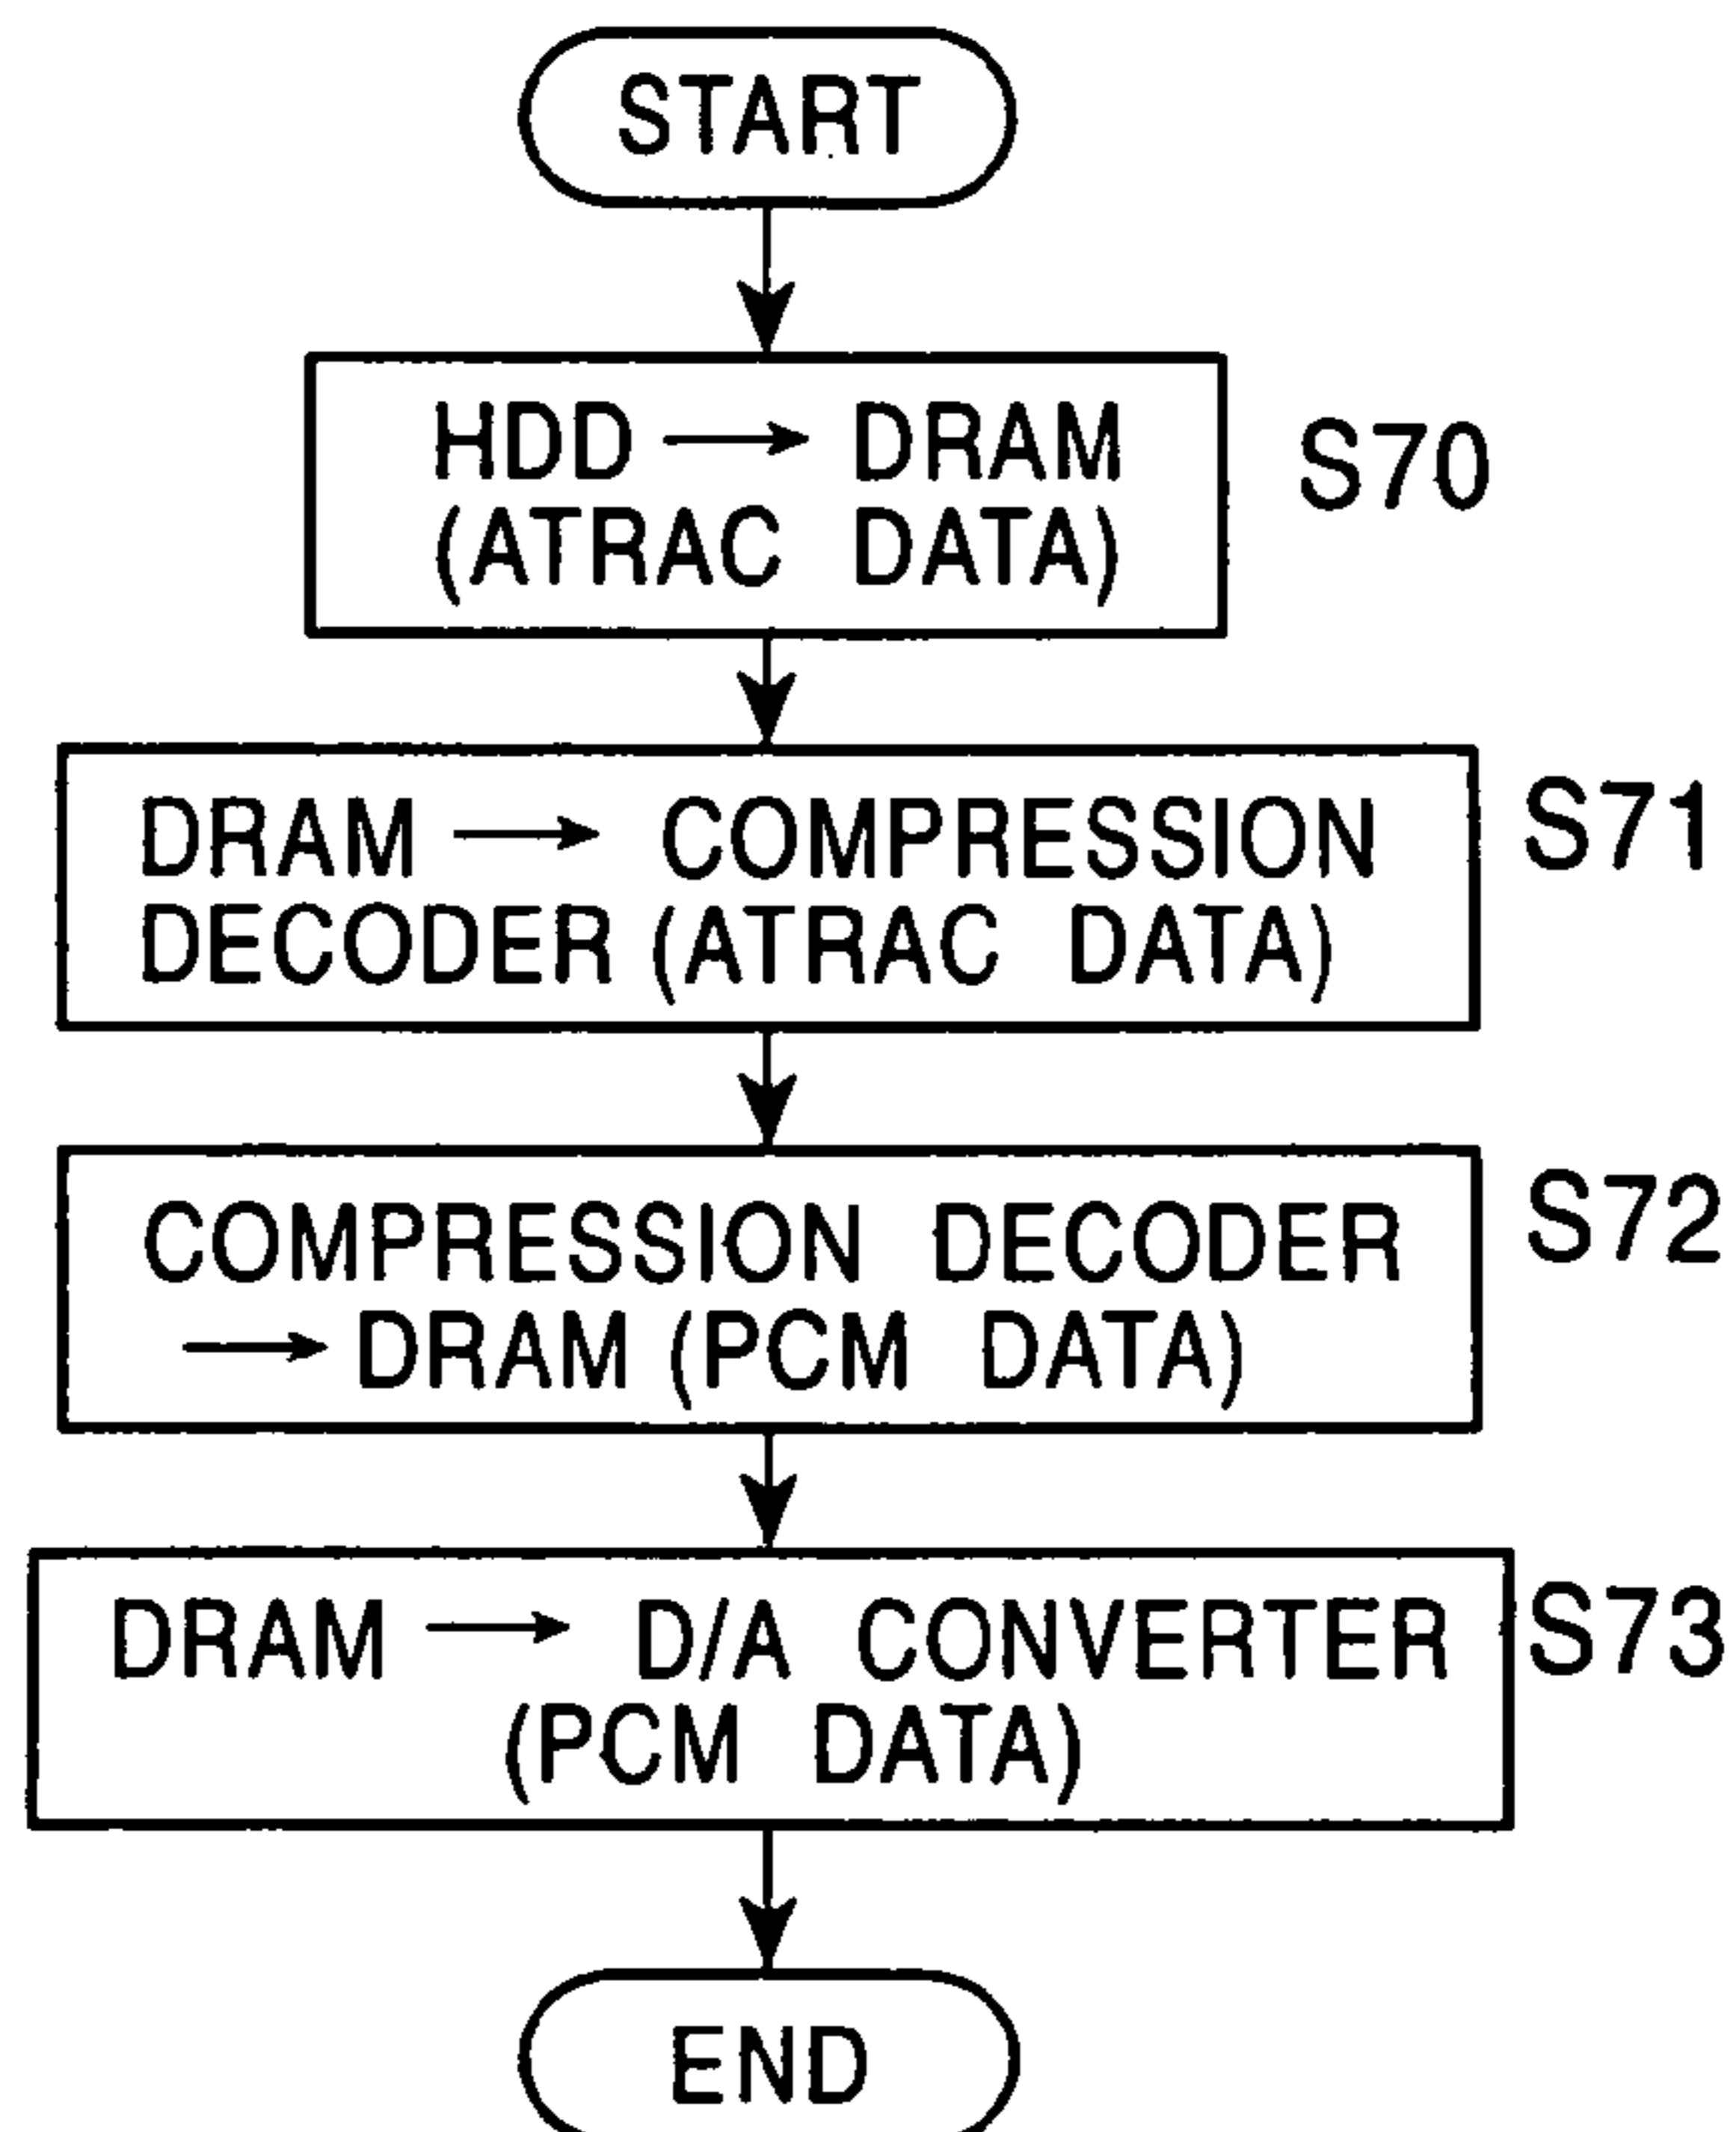 START
HDD → DRAM
(ATRAC DATA)
S70
DRAM → COMPRESSION
DECODER (ATRAC DATA)
S71
COMPRESSION DECODER
→ DRAM (PCM DATA)
S72
DRAM → D/A CONVERTER
(PCM DATA)
S73
END